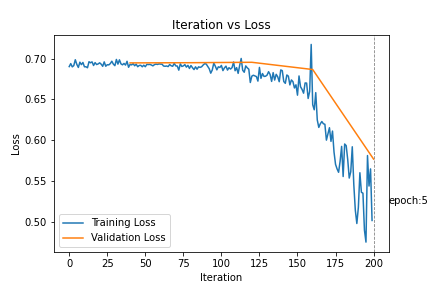 Iteration vs Loss
Loss
0.70
0.65
0.60
0.55
0.50
Training Loss
Validation Loss
epoch:5
0 25 50 75 100 125 150 175 200
Iteration